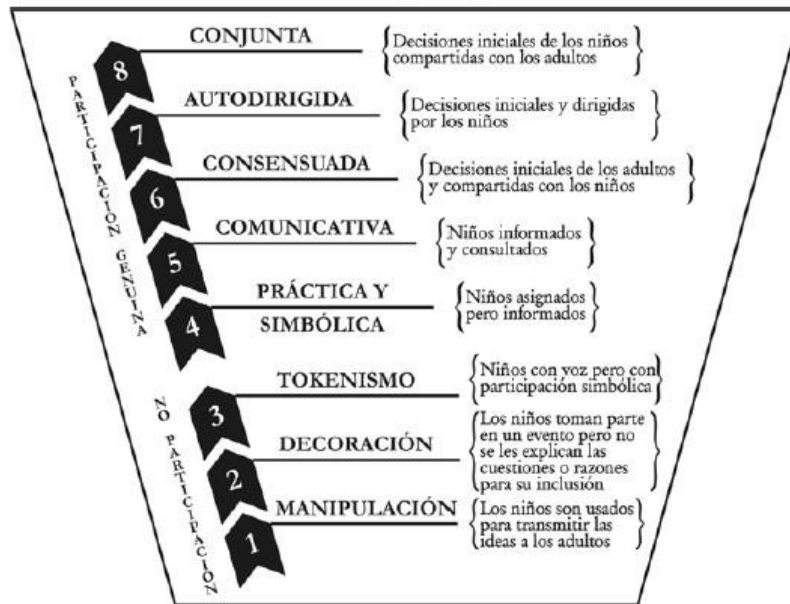 8
CONJUNTA
Decisiones iniciales de los niños
compartidas con los adultos
7
AUTODIRIGIDA
Decisiones iniciales y dirigidas
por los niños
6
CONSENSUADA
Decisiones iniciales de los adultos
y compartidas con los niños
5
COMUNICATIVA
Niños informados
y consultados
4
PRÁCTICA Y
SIMBÓLICA
Niños asignados
pero informados
PARTICIPACIÓN GENUINA
3
TOKENISMO
Niños con voz pero con
participación simbólica
2
DECORACIÓN
Los niños toman parte
en un evento pero no
se les explican las
cuestiones o razones
para su inclusión
1
MANIPULACIÓN
Los niños son usados
para transmitir las
ideas a los adultos
NO PARTICIPACIÓN